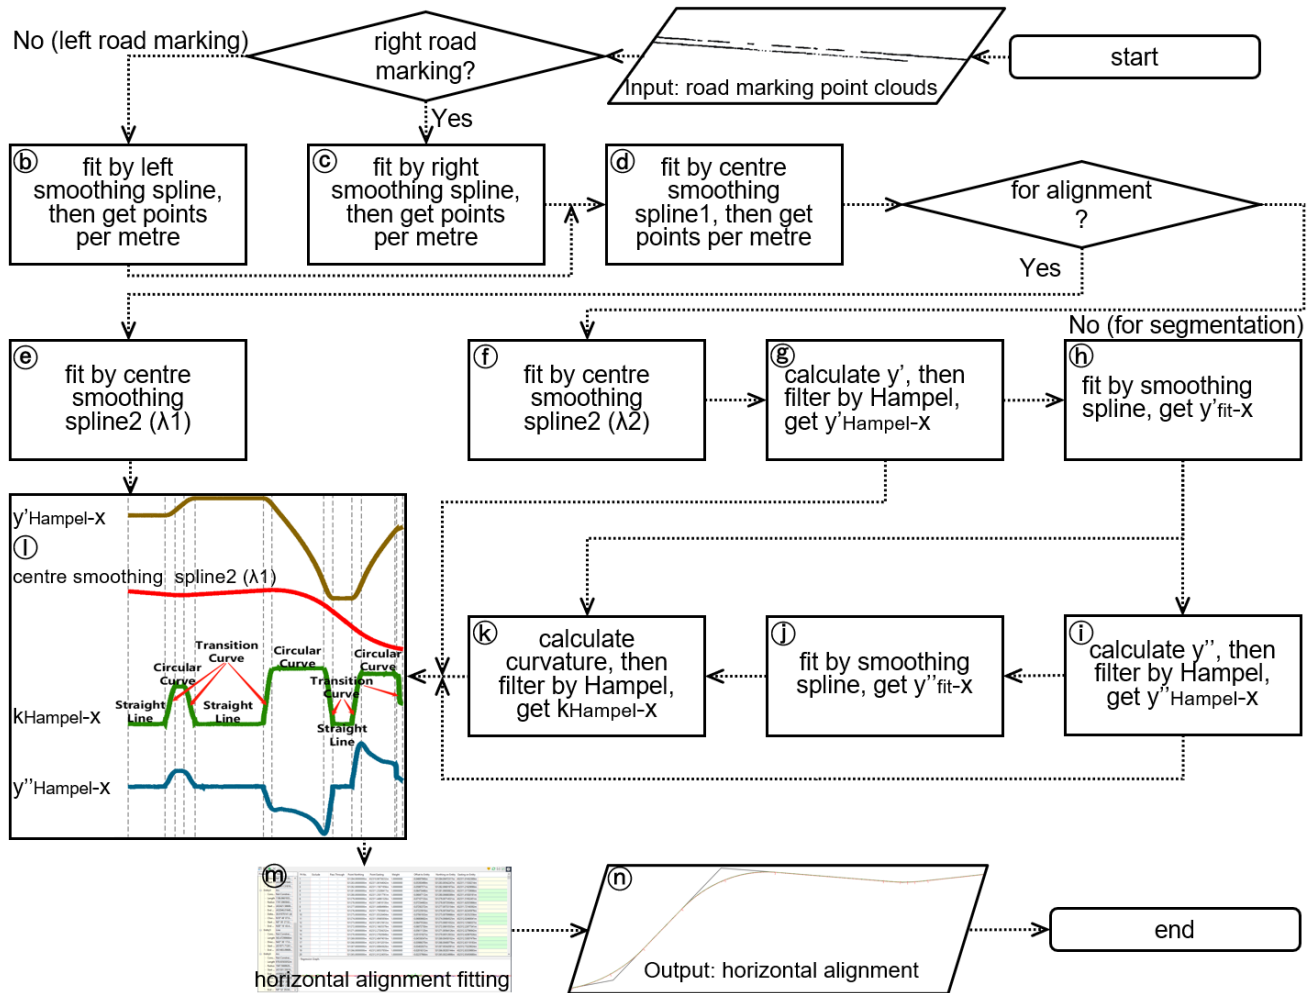 No (left road marking)
right road
marking?
Input: road marking point clouds
start
Yes
ⓑ
fit by left
smoothing spline,
then get points
per metre
ⓒ
fit by right
smoothing spline,
then get points
per metre
ⓓ
fit by centre
smoothing
spline1, then get
points per metre
for alignment
?
Yes
No (for segmentation)
ⓔ
fit by centre
smoothing
spline2 (λ1)
ⓕ
fit by centre
smoothing
spline2 (λ2)
ⓖ
calculate y', then
filter by Hampel,
get y'Hampel-x
ⓗ
fit by smoothing
spline, get y'fit-x
y'Hampel-x
ⓛ
centre smoothing spline2 (λ1)
Transition
Curve
Circular
Curve
Circular
Curve
Circular
Curve
Transition
Curve
Straight
Line
Straight
Line
Straight
Line
kHampel-x
y''Hampel-x
ⓚ
calculate
curvature, then
filter by Hampel,
get kHampel-x
ⓙ
fit by smoothing
spline, get y''fit-x
ⓘ
calculate y'', then
filter by Hampel,
get y''Hampel-x
ⓜ
horizontal alignment fitting
ⓝ
Output: horizontal alignment
end